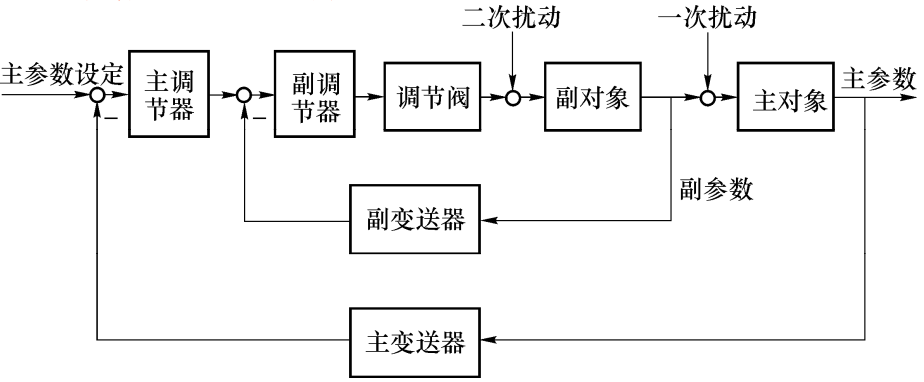 二次扰动
一次扰动
主参数设定
主调
节器
副调
节器
调节阀
副对象
主对象
主参数
−
−
副参数
副变送器
主变送器